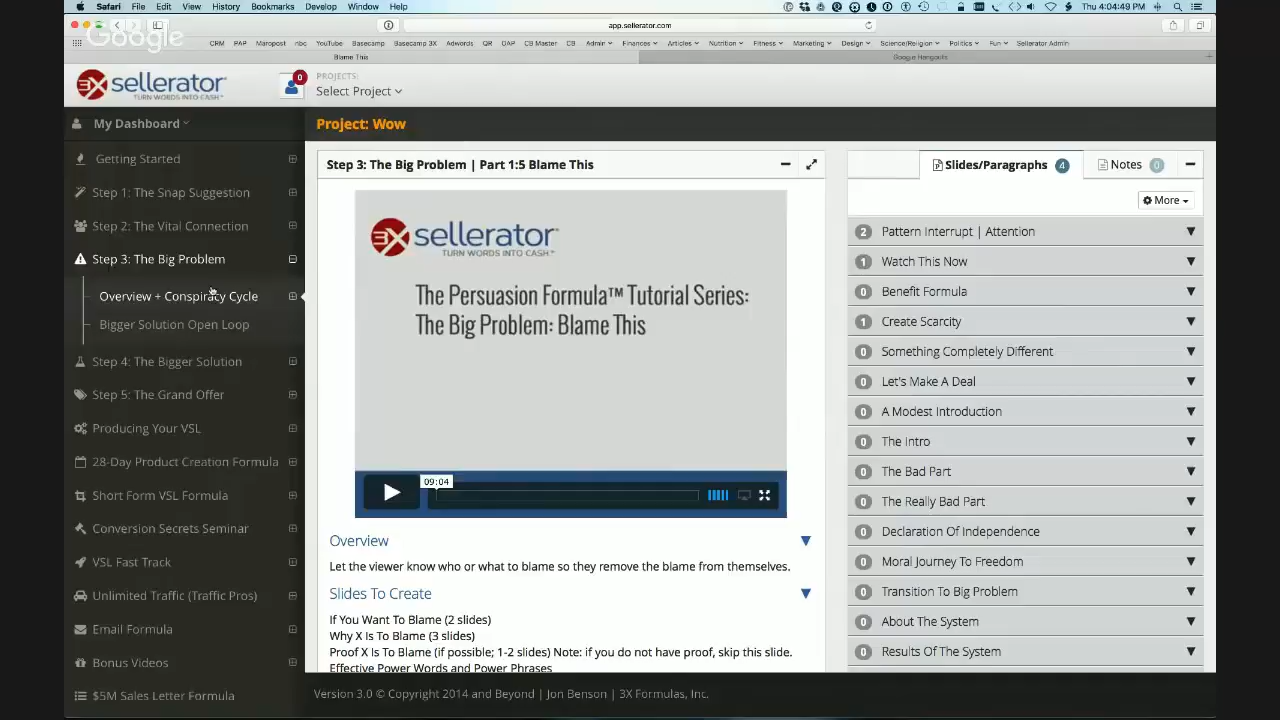 Safari File Edit View History Bookmarks Develop Window Help
Thu 4:04:49 PM
Google
app.sellerator.com
CRM PAP Maropost nbc YouTube Basecamp Basecamp 3X Adwords QR OAP CB Master CB Admin Finances Articles Nutrition Fitness Marketing Design Science/Religion Politics Fun Sellerator Admin
Blame This
Google Hangouts
3X sellerator
TURN WORDS INTO CASH™
0
PROJECTS:
Select Project
My Dashboard
Project: Wow
Getting Started
Step 1: The Snap Suggestion
Step 2: The Vital Connection
Step 3: The Big Problem
Overview + Conspiracy Cycle
Bigger Solution Open Loop
Step 4: The Bigger Solution
Step 5: The Grand Offer
Producing Your VSL
28-Day Product Creation Formula
Short Form VSL Formula
Conversion Secrets Seminar
VSL Fast Track
Unlimited Traffic (Traffic Pros)
Email Formula
Bonus Videos
$5M Sales Letter Formula
Step 3: The Big Problem | Part 1:5 Blame This
3X sellerator
TURN WORDS INTO CASH™
The Persuasion Formula™ Tutorial Series:
The Big Problem: Blame This
09:04
Overview
Let the viewer know who or what to blame so they remove the blame from themselves.
Slides To Create
If You Want To Blame (2 slides)
Why X Is To Blame (3 slides)
Proof X Is To Blame (if possible; 1-2 slides) Note: if you do not have proof, skip this slide.
Effective Power Words and Power Phrases
Slides/Paragraphs 4
Notes 0
More
2 Pattern Interrupt | Attention
1 Watch This Now
0 Benefit Formula
1 Create Scarcity
0 Something Completely Different
0 Let's Make A Deal
0 A Modest Introduction
0 The Intro
0 The Bad Part
0 The Really Bad Part
0 Declaration Of Independence
0 Moral Journey To Freedom
0 Transition To Big Problem
0 About The System
0 Results Of The System
Version 3.0 © Copyright 2014 and Beyond | Jon Benson | 3X Formulas, Inc.